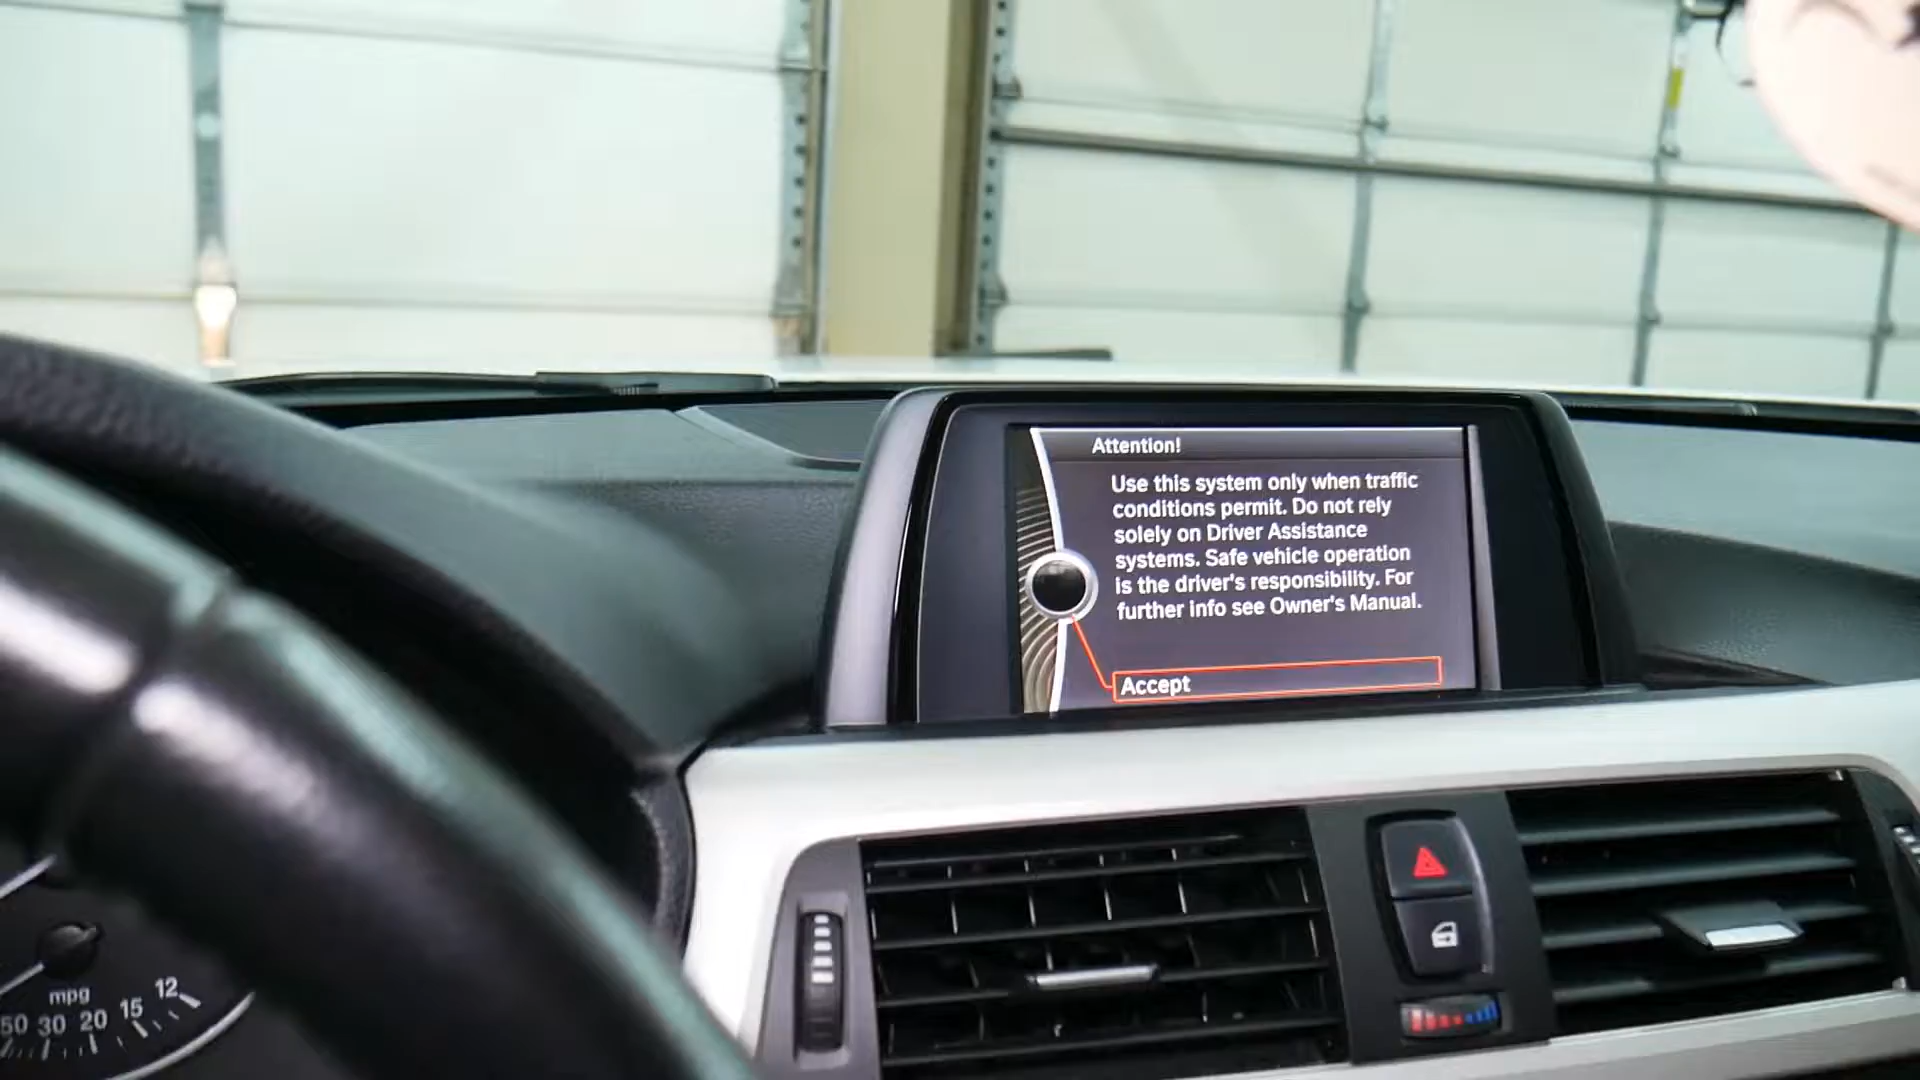 Attention!
Use this system only when traffic
conditions permit. Do not rely
solely on Driver Assistance
systems. Safe vehicle operation
is the driver's responsibility. For
further info see Owner's Manual.
Accept
mpg
50 30 20 15 12